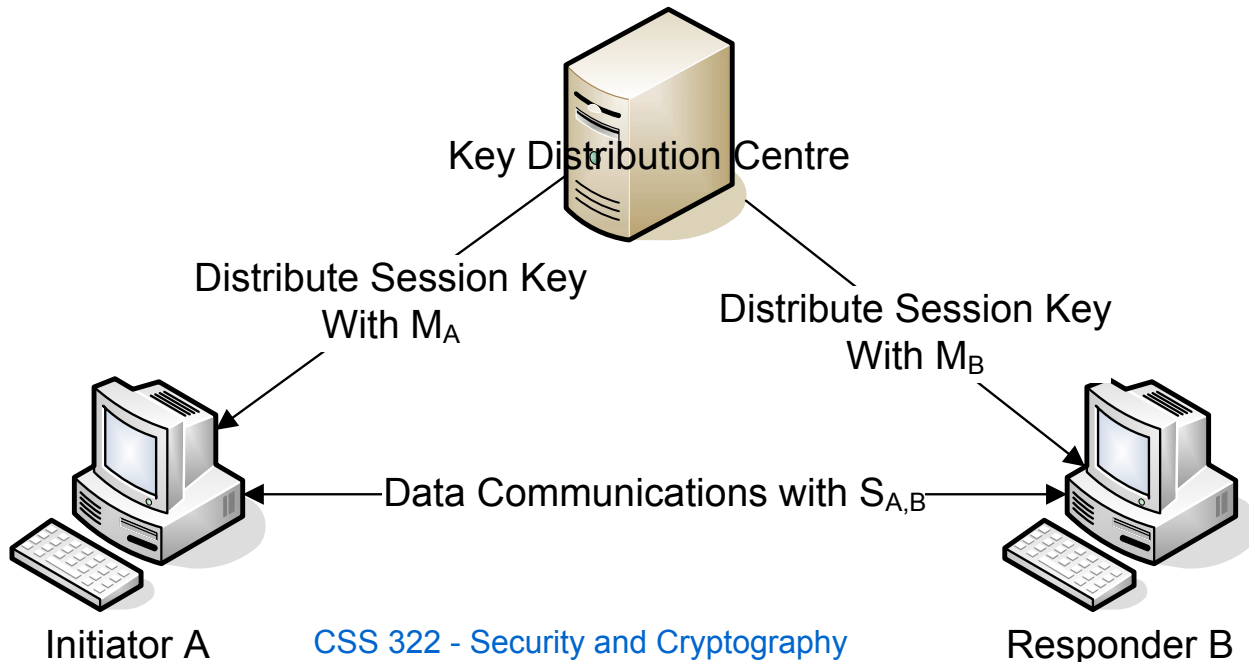 Key Distribution Centre
Distribute Session Key
With M_A
Distribute Session Key
With M_B
Data Communications with S_A,B
Initiator A
CSS 322 - Security and Cryptography
Responder B